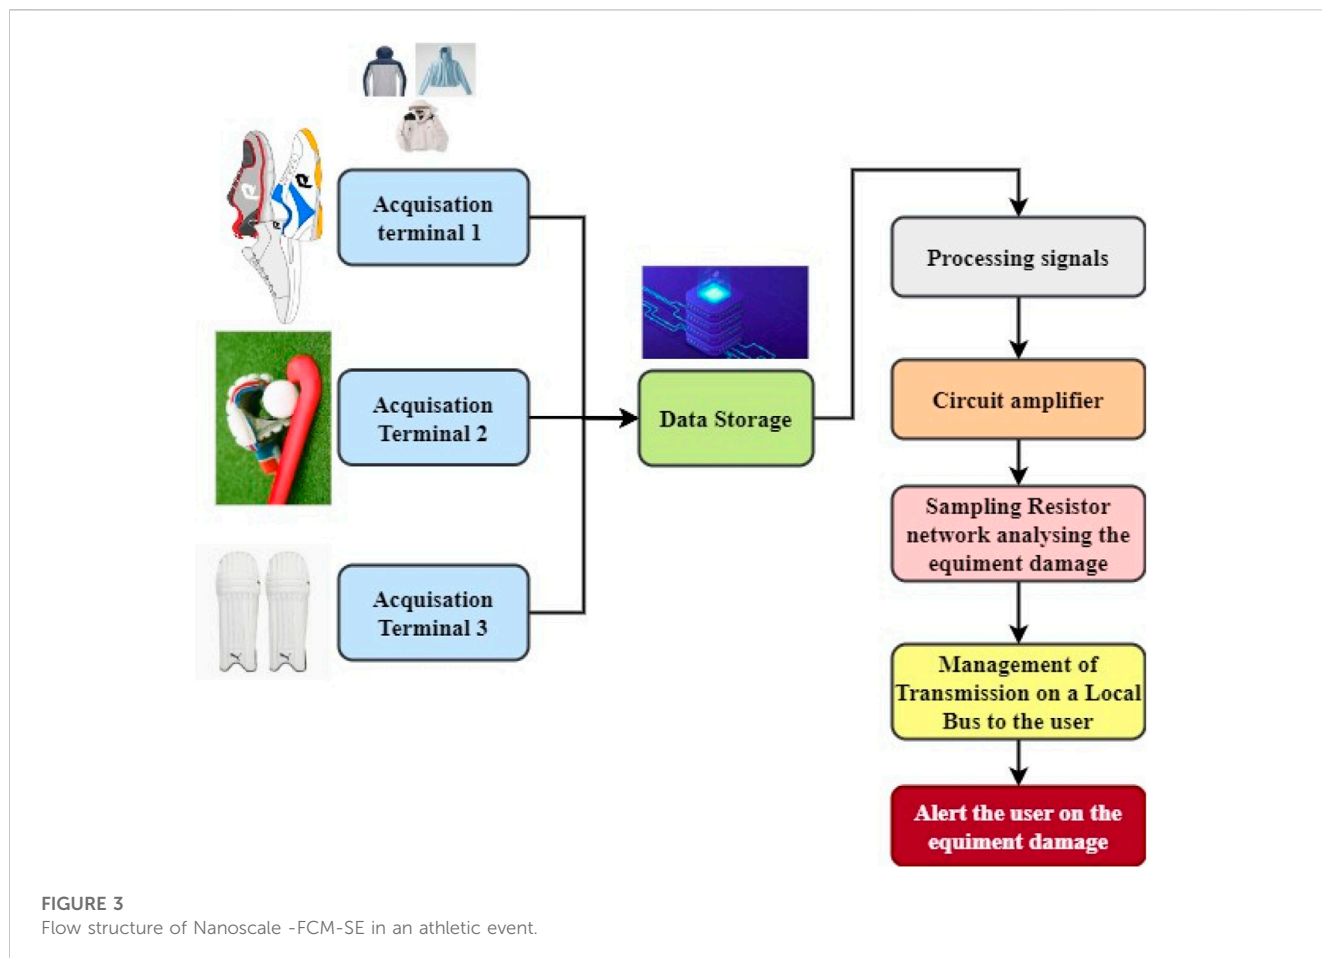 Acquisation
terminal 1
Acquisation
Terminal 2
Acquisation
Terminal 3
Data Storage
Processing signals
Circuit amplifier
Sampling Resistor
network analysing the
equiment damage
Management of
Transmission on a Local
Bus to the user
Alert the user on the
equiment damage
FIGURE 3
Flow structure of Nanoscale -FCM-SE in an athletic event.